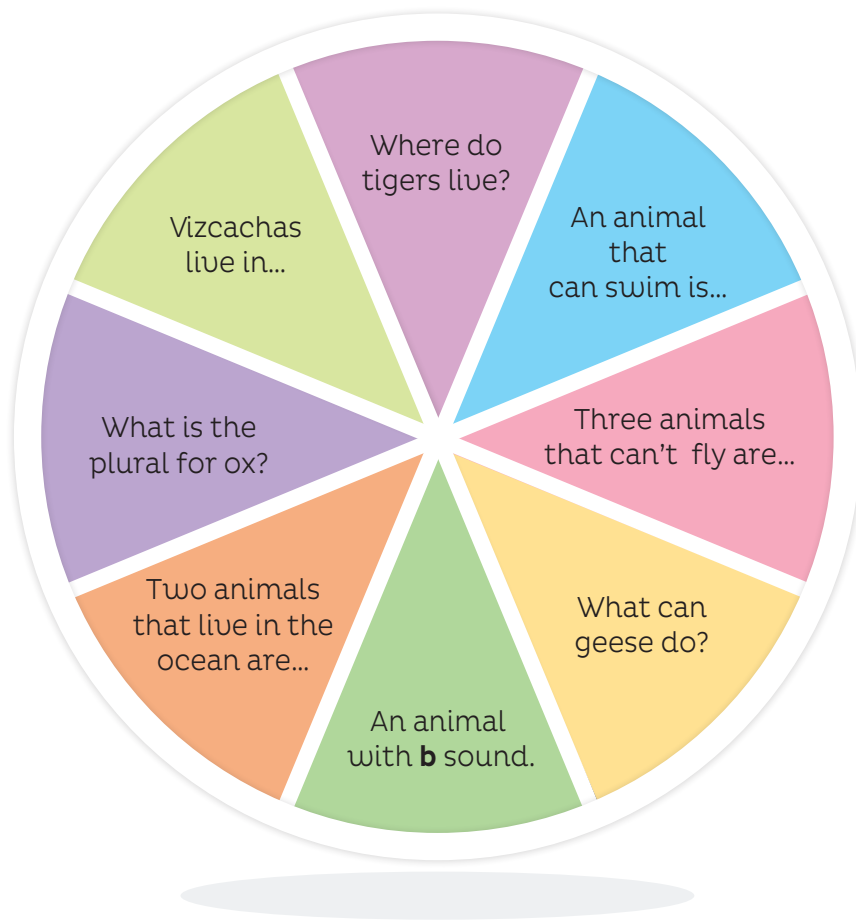 Where do
tigers live?
An animal
that
can swim is...
Three animals
that can't fly are...
What can
geese do?
An animal
with b sound.
Two animals
that live in the
ocean are...
What is the
plural for ox?
Vizcachas
live in...